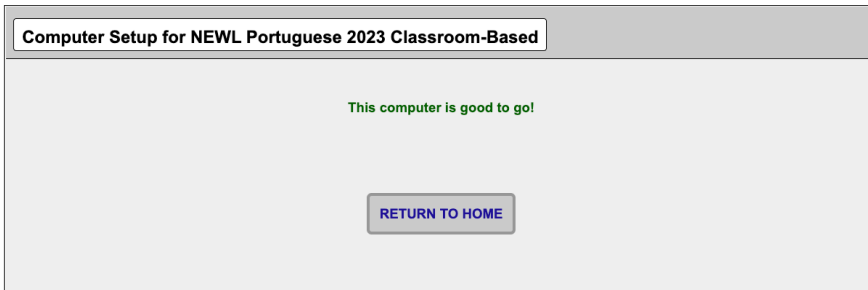 Computer Setup for NEWL Portuguese 2023 Classroom-Based
This computer is good to go!
RETURN TO HOME